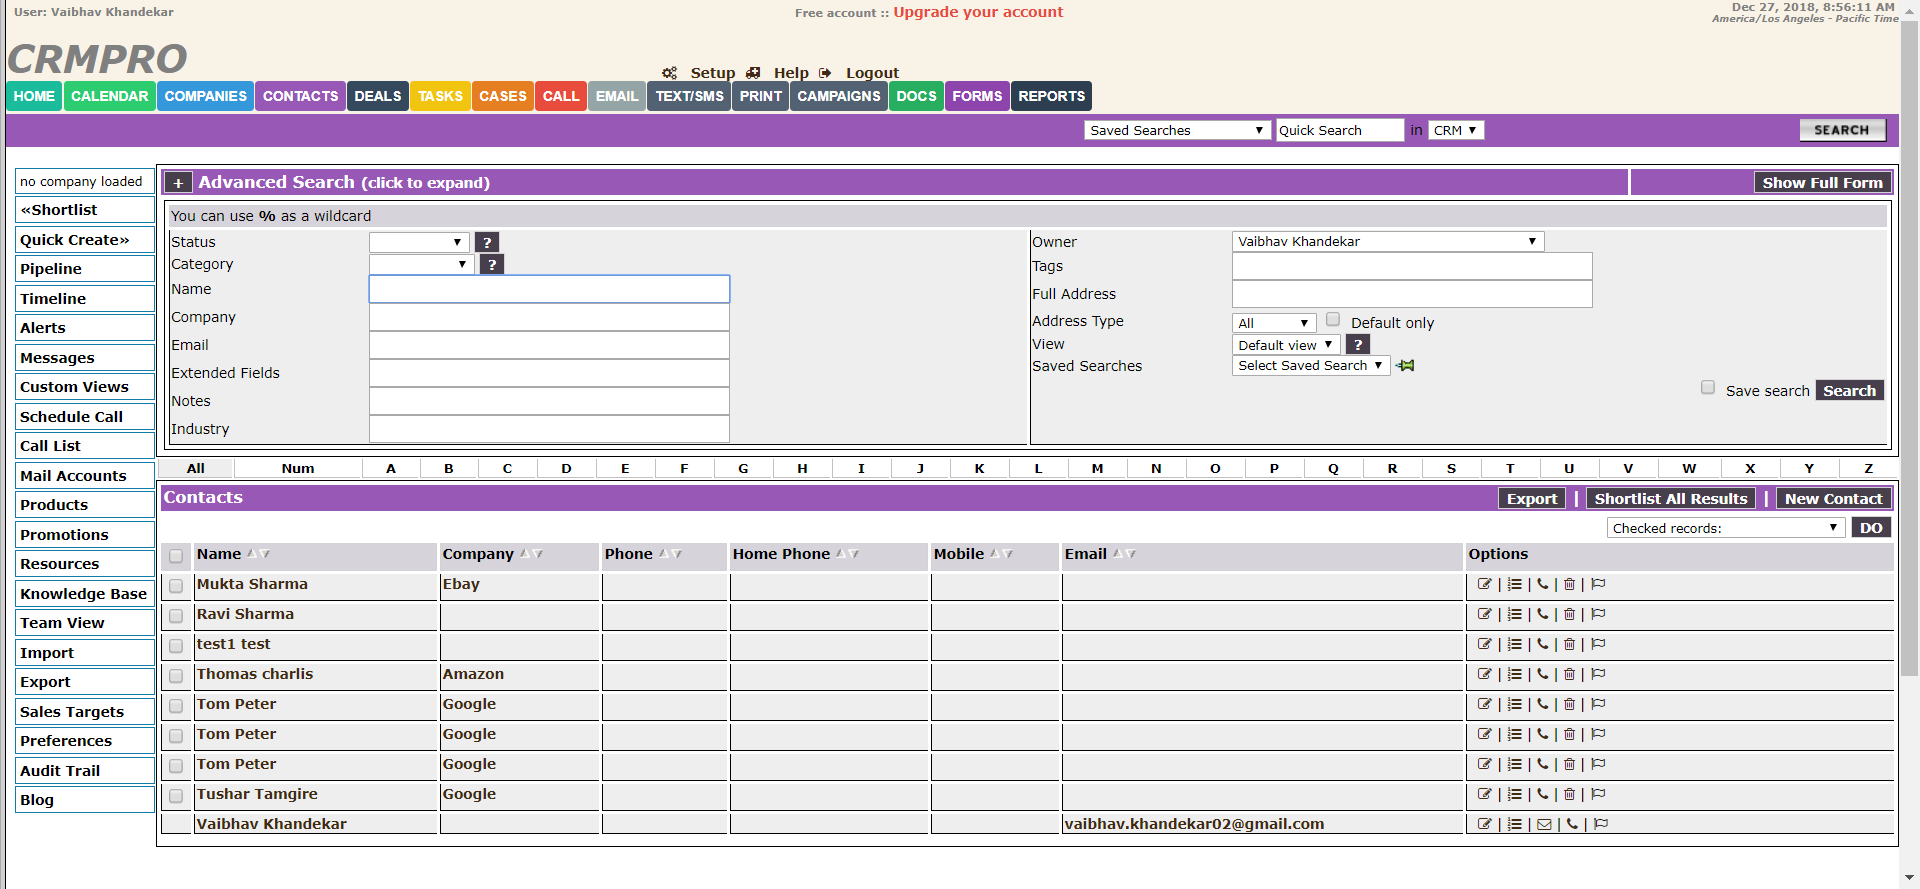 User: Vaibhav Khandekar
Free account :: Upgrade your account
Dec 27, 2018, 8:56:11 AM
America/Los Angeles - Pacific Time
CRMPRO
Setup Help Logout
HOME CALENDAR COMPANIES CONTACTS DEALS TASKS CASES CALL EMAIL TEXT/SMS PRINT CAMPAIGNS DOCS FORMS REPORTS
Saved Searches Quick Search in CRM SEARCH
no company loaded
«Shortlist
Quick Create»
Pipeline
Timeline
Alerts
Messages
Custom Views
Schedule Call
Call List
Mail Accounts
Products
Promotions
Resources
Knowledge Base
Team View
Import
Export
Sales Targets
Preferences
Audit Trail
Blog
+ Advanced Search (click to expand) Show Full Form
You can use % as a wildcard
Status ?
Category ?
Name
Company
Email
Extended Fields
Notes
Industry
Owner Vaibhav Khandekar
Tags
Full Address
Address Type All Default only
View Default view ?
Saved Searches Select Saved Search
Save search Search
All Num A B C D E F G H I J K L M N O P Q R S T U V W X Y Z
Contacts Export | Shortlist All Results | New Contact
Checked records: DO
Name Company Phone Home Phone Mobile Email Options
Mukta Sharma Ebay | | | |
Ravi Sharma | | | |
test1 test | | | |
Thomas charlis Amazon | | | |
Tom Peter Google | | | |
Tom Peter Google | | | |
Tom Peter Google | | | |
Tushar Tamgire Google | | | |
Vaibhav Khandekar vaibhav.khandekar02@gmail.com | | | |